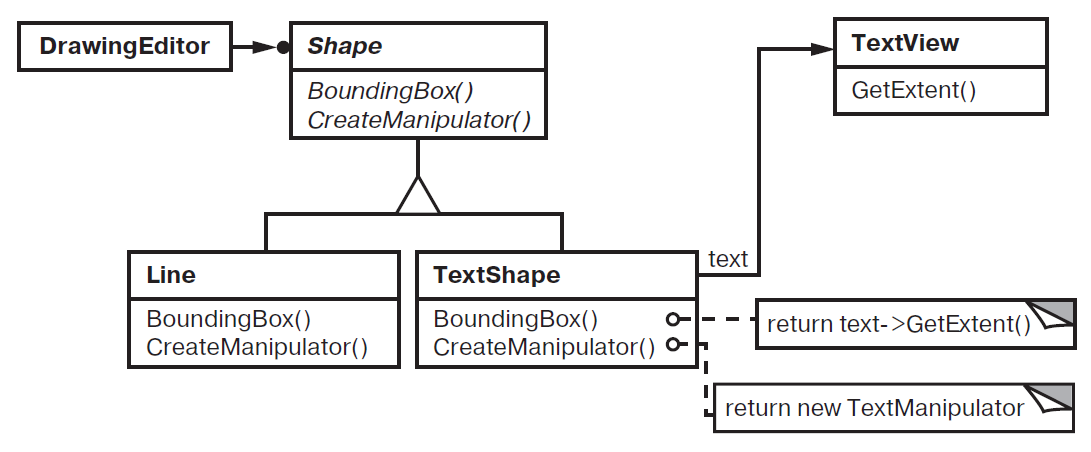 DrawingEditor
Shape
BoundingBox()
CreateManipulator()
TextView
GetExtent()
Line
BoundingBox()
CreateManipulator()
TextShape
BoundingBox()
CreateManipulator()
text
return text->GetExtent()
return new TextManipulator